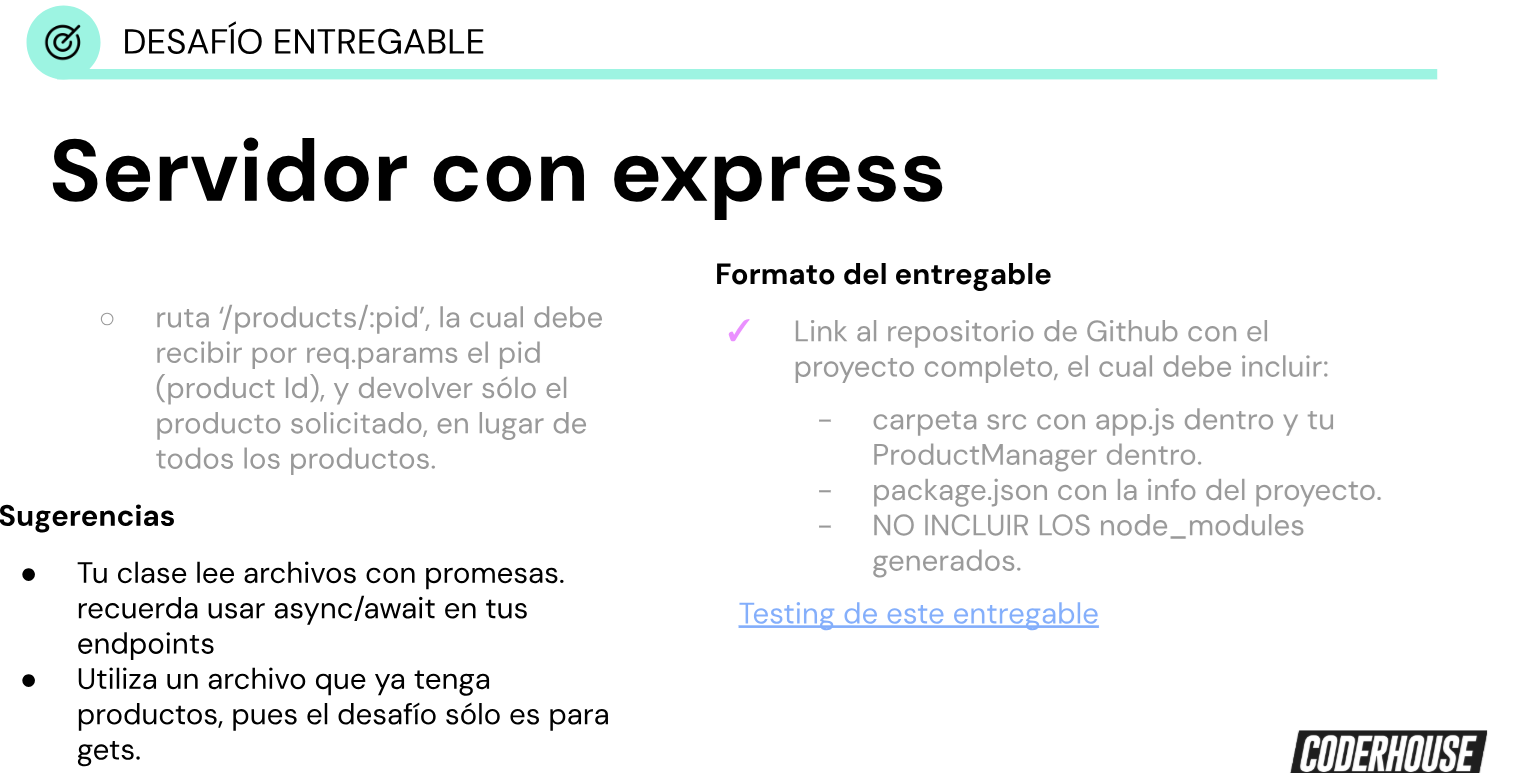 DESAFÍO ENTREGABLE
Servidor con express
○ ruta ‘/products/:pid’, la cual debe
recibir por req.params el pid
(product Id), y devolver sólo el
producto solicitado, en lugar de
todos los productos.
Sugerencias
● Tu clase lee archivos con promesas.
recuerda usar async/await en tus
endpoints
● Utiliza un archivo que ya tenga
productos, pues el desafío sólo es para
gets.
Formato del entregable
✓ Link al repositorio de Github con el
proyecto completo, el cual debe incluir:
- carpeta src con app.js dentro y tu
ProductManager dentro.
- package.json con la info del proyecto.
- NO INCLUIR LOS node_modules
generados.
Testing de este entregable
CODERHOUSE